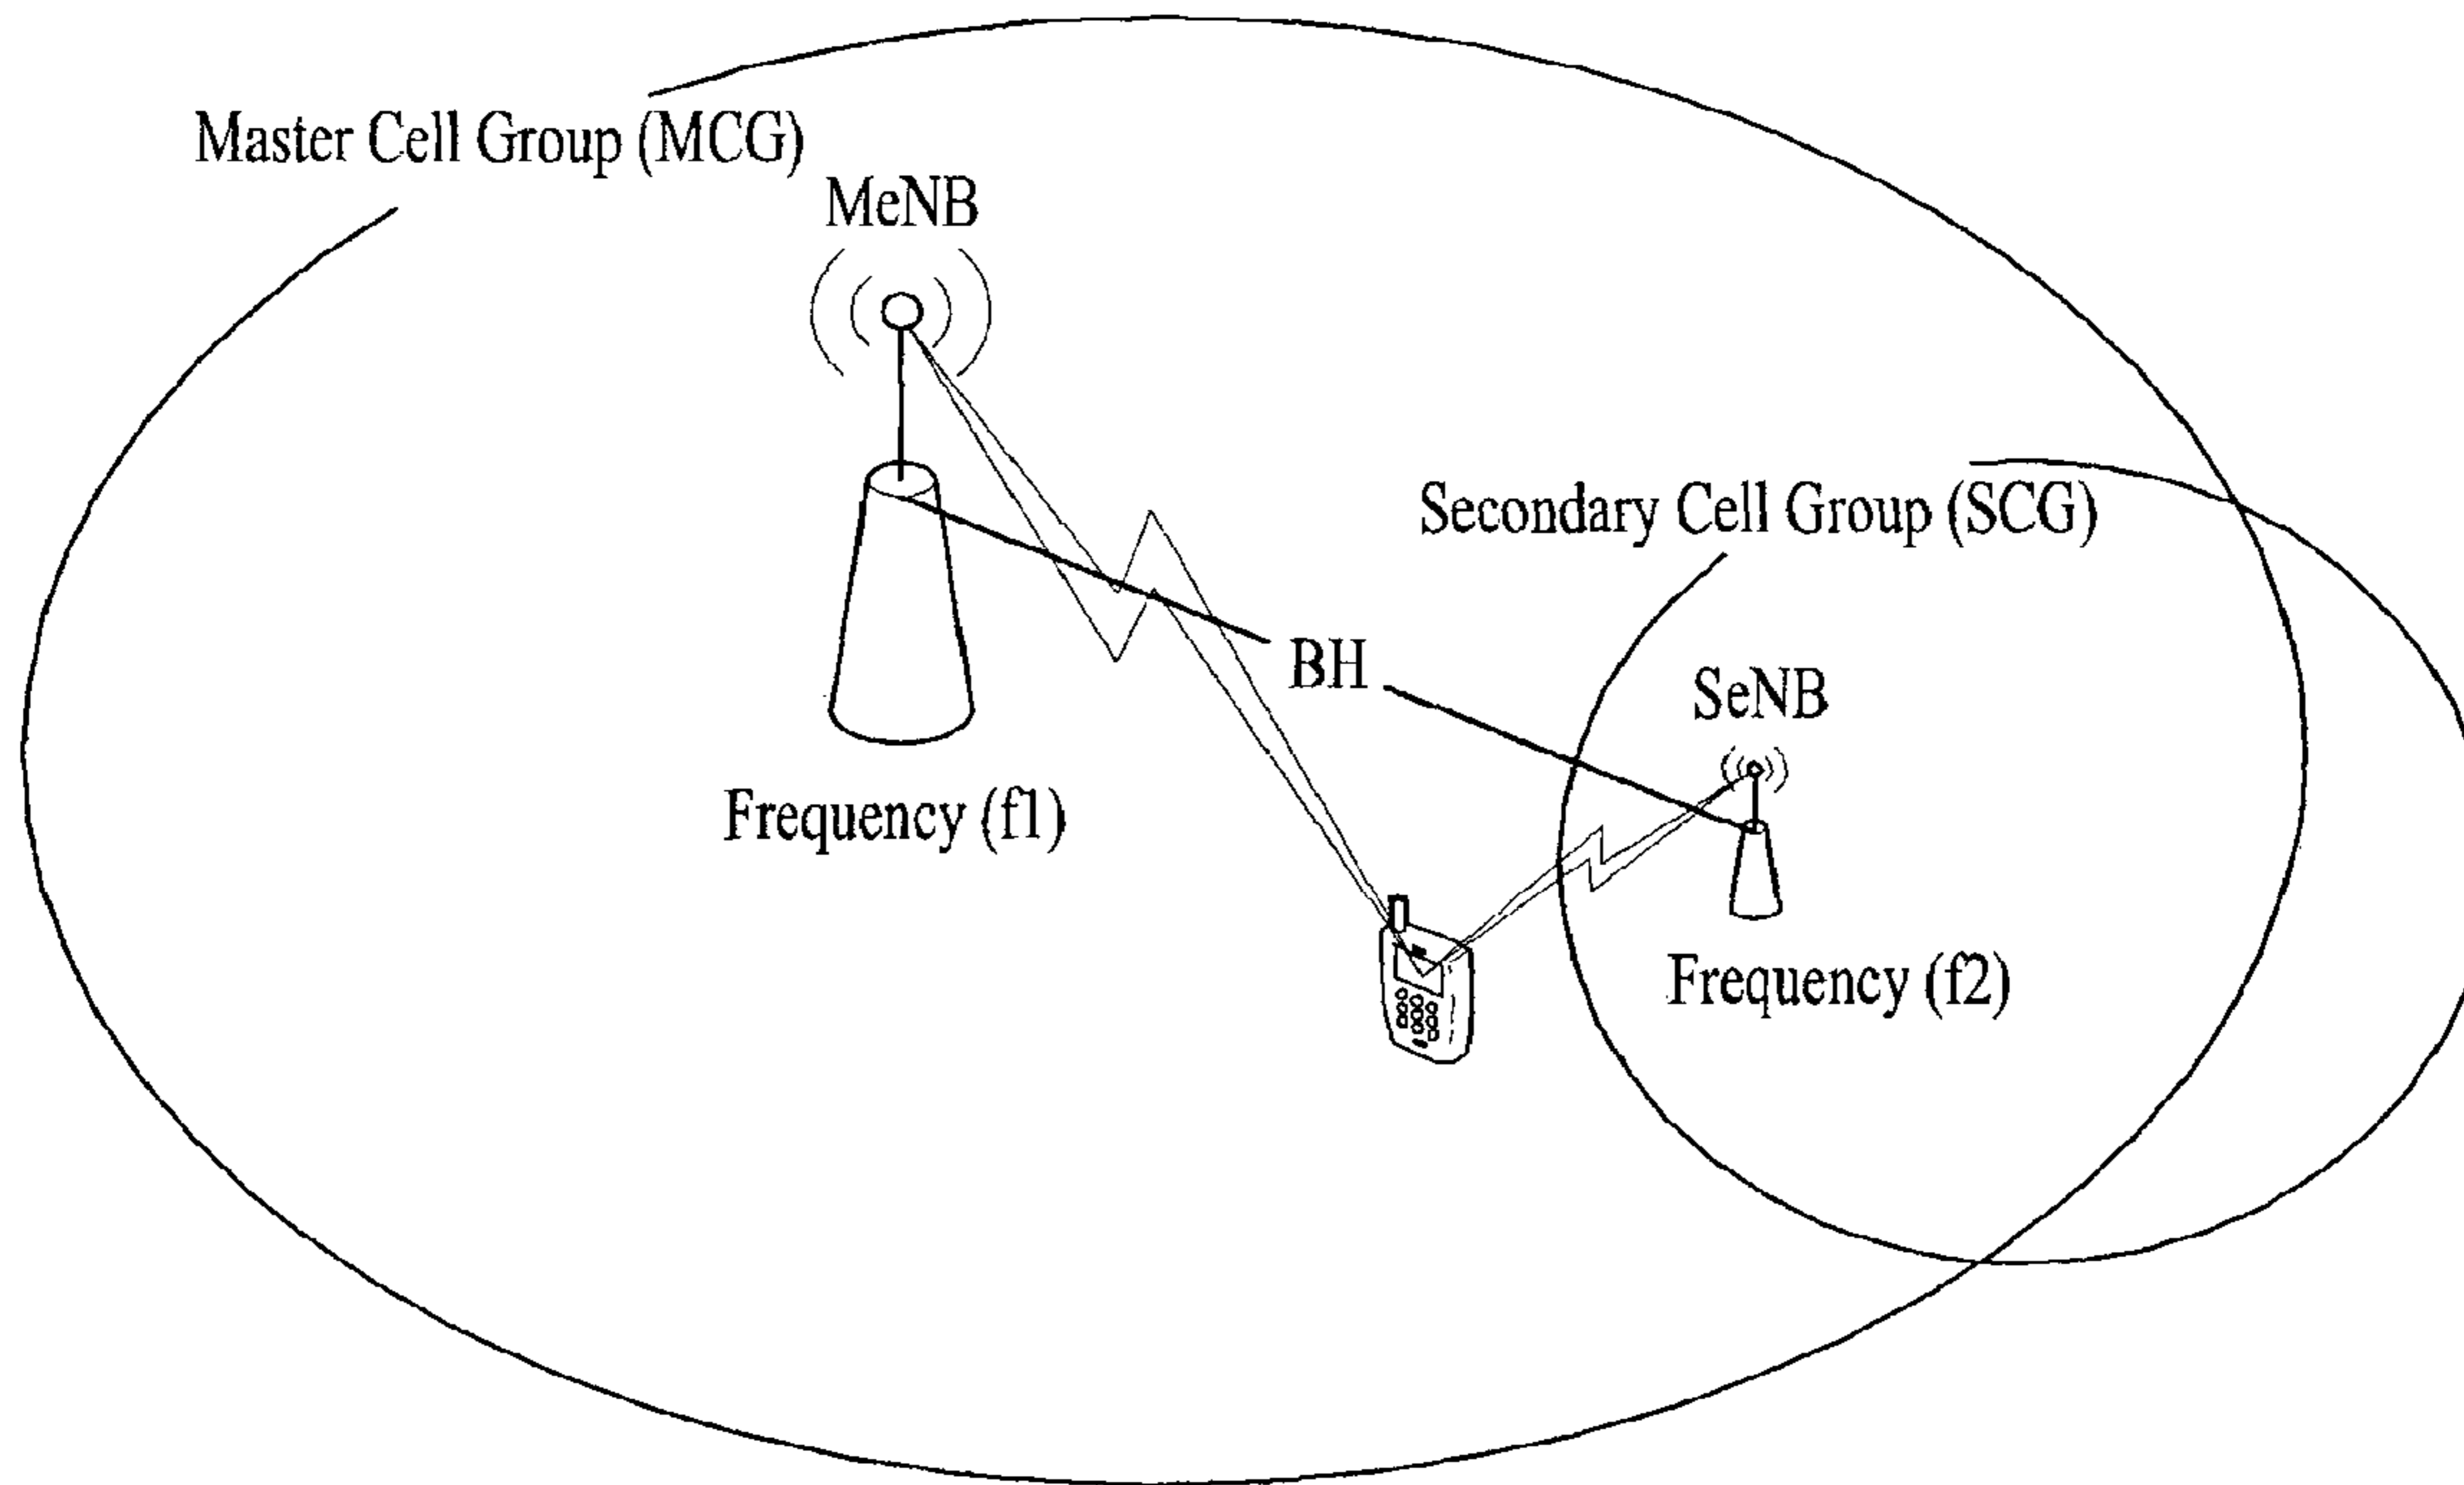 Master Cell Group (MCG)
MeNB
Secondary Cell Group (SCG)
BH
SeNB
Frequency (f1)
Frequency (f2)